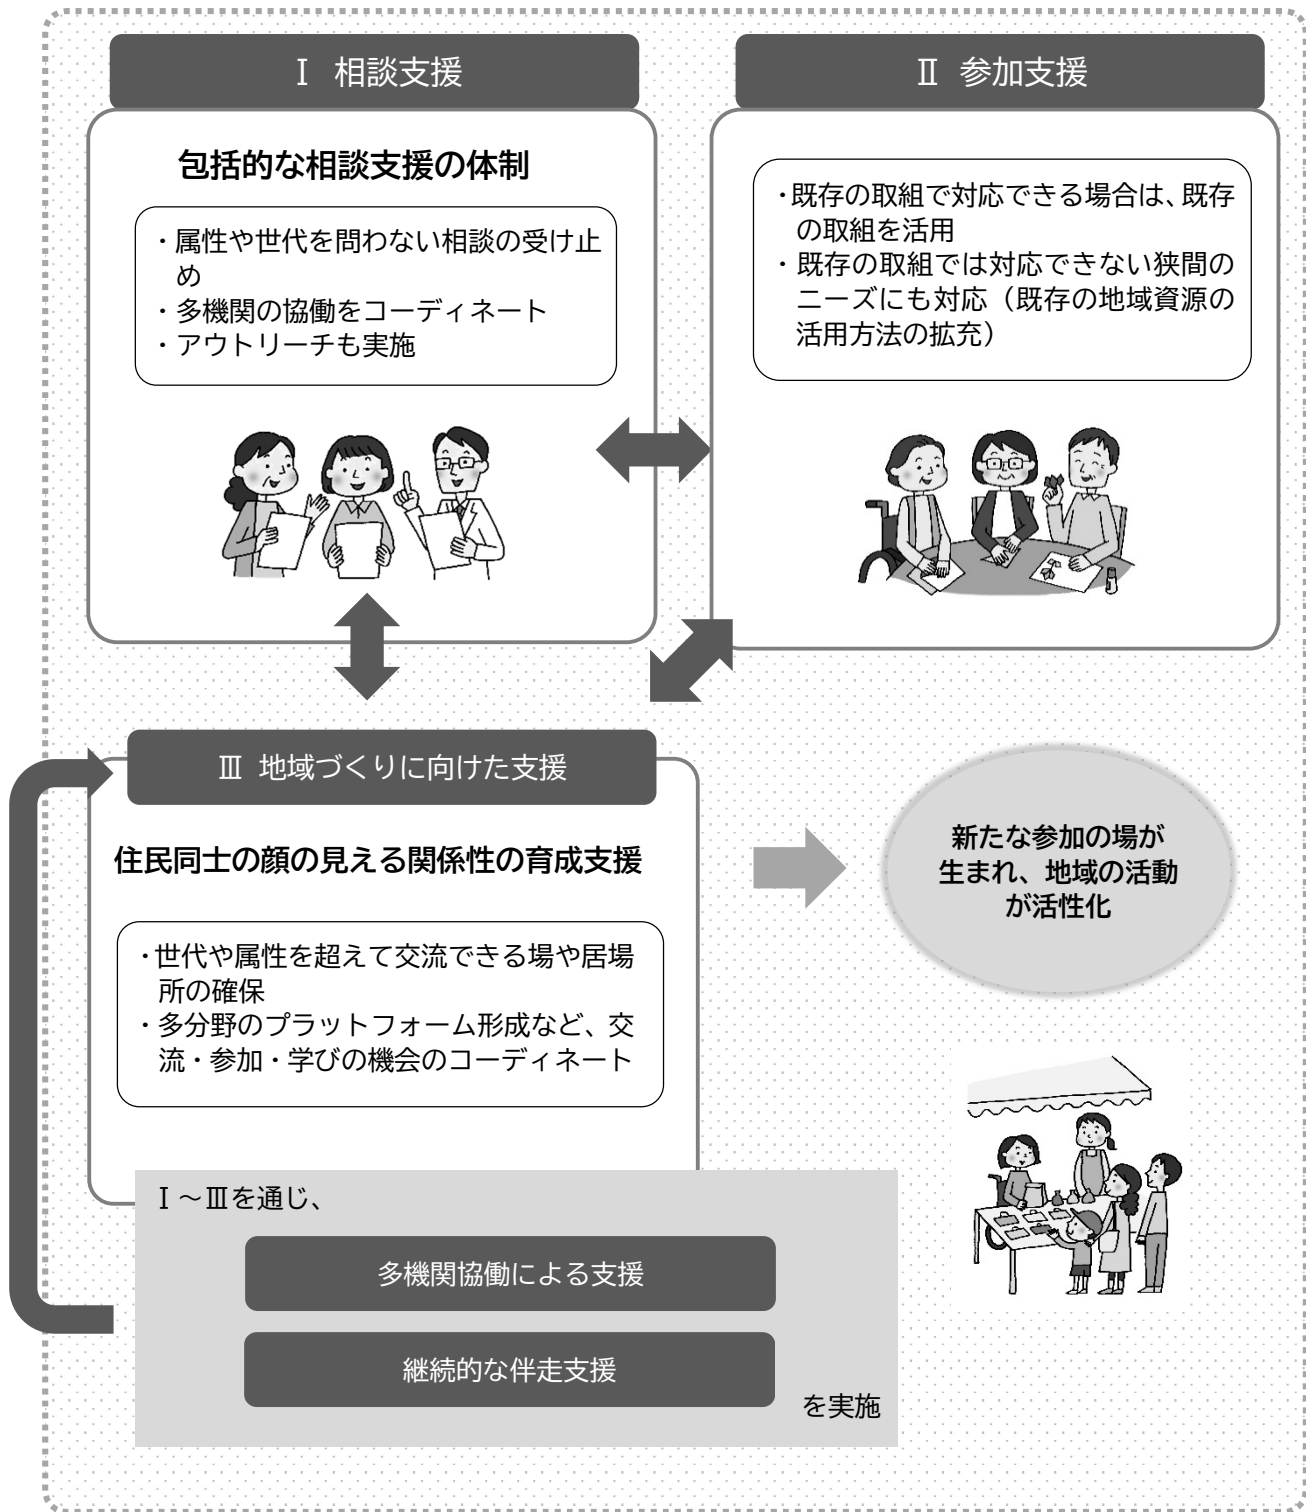 Ⅰ 相談支援
包括的な相談支援の体制
・属性や世代を問わない相談の受け止
め
・多機関の協働をコーディネート
・アウトリーチも実施
Ⅱ 参加支援
・既存の取組で対応できる場合は、既存
の取組を活用
・既存の取組では対応できない狭間の
ニーズにも対応（既存の地域資源の
活用方法の拡充）
Ⅲ 地域づくりに向けた支援
住民同士の顔の見える関係性の育成支援
・世代や属性を超えて交流できる場や居場
所の確保
・多分野のプラットフォーム形成など、交
流・参加・学びの機会のコーディネート
新たな参加の場が
生まれ、地域の活動
が活性化
Ⅰ～Ⅲを通じ、
多機関協働による支援
継続的な伴走支援
を実施